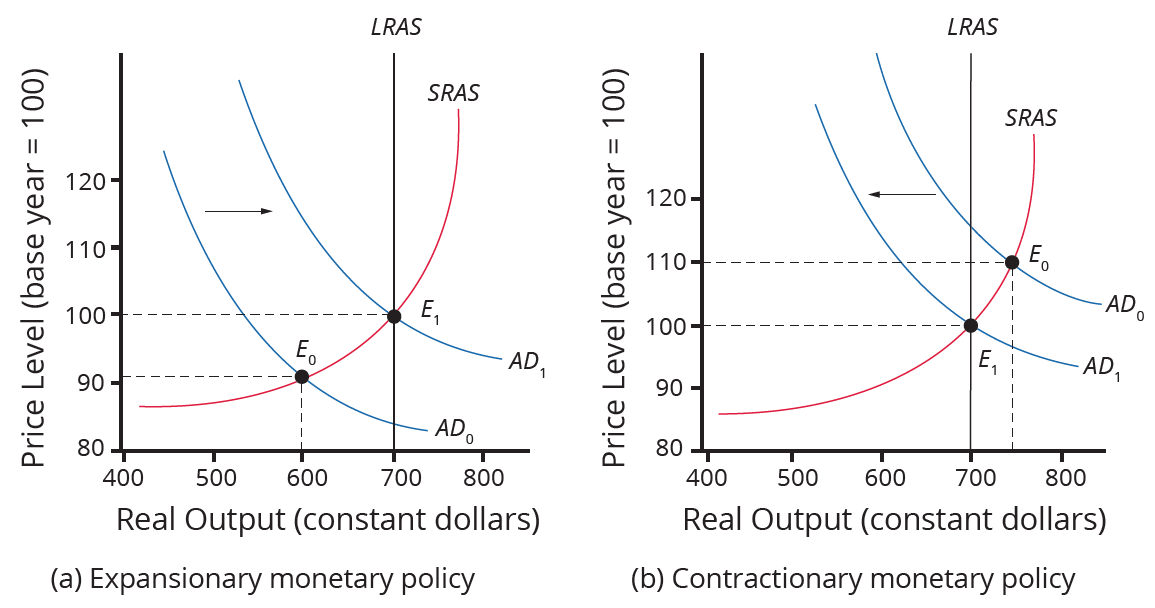 LRAS
SRAS
Price Level (base year = 100)
120
110
100
90
80
E0
E1
AD1
AD0
400 500 600 700 800
Real Output (constant dollars)
(a) Expansionary monetary policy
LRAS
SRAS
Price Level (base year = 100)
120
110
100
90
80
E0
E1
AD0
AD1
400 500 600 700 800
Real Output (constant dollars)
(b) Contractionary monetary policy